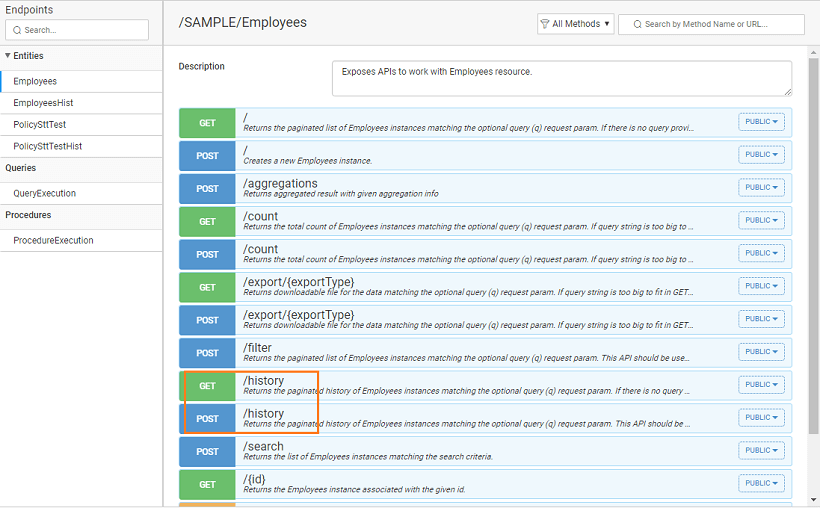 Endpoints
Search...
Entities
Employees
EmployeesHist
PolicySttTest
PolicySttTestHist
Queries
QueryExecution
Procedures
ProcedureExecution
/SAMPLE/Employees
All Methods
Search by Method Name or URL...
Description
Exposes APIs to work with Employees resource.
GET / PUBLIC
Returns the paginated list of Employees instances matching the optional query (q) request param. If there is no query provi...
POST / PUBLIC
Creates a new Employees instance.
POST /aggregations PUBLIC
Returns aggregated result with given aggregation info
GET /count PUBLIC
Returns the total count of Employees instances matching the optional query (q) request param. If query string is too big to ...
POST /count PUBLIC
Returns the total count of Employees instances matching the optional query (q) request param. If query string is too big to ...
GET /export/{exportType} PUBLIC
Returns downloadable file for the data matching the optional query (q) request param. If query string is too big to fit in GET...
POST /export/{exportType} PUBLIC
Returns downloadable file for the data matching the optional query (q) request param. If query string is too big to fit in GET...
POST /filter PUBLIC
Returns the paginated list of Employees instances matching the optional query (q) request param. This API should be use...
GET /history PUBLIC
Returns the paginated history of Employees instances matching the optional query (q) request param. If there is no query ...
POST /history PUBLIC
Returns the paginated history of Employees instances matching the optional query (q) request param. This API should be ...
POST /search PUBLIC
Returns the list of Employees instances matching the search criteria.
GET /{id} PUBLIC
Returns the Employees instance associated with the given id.